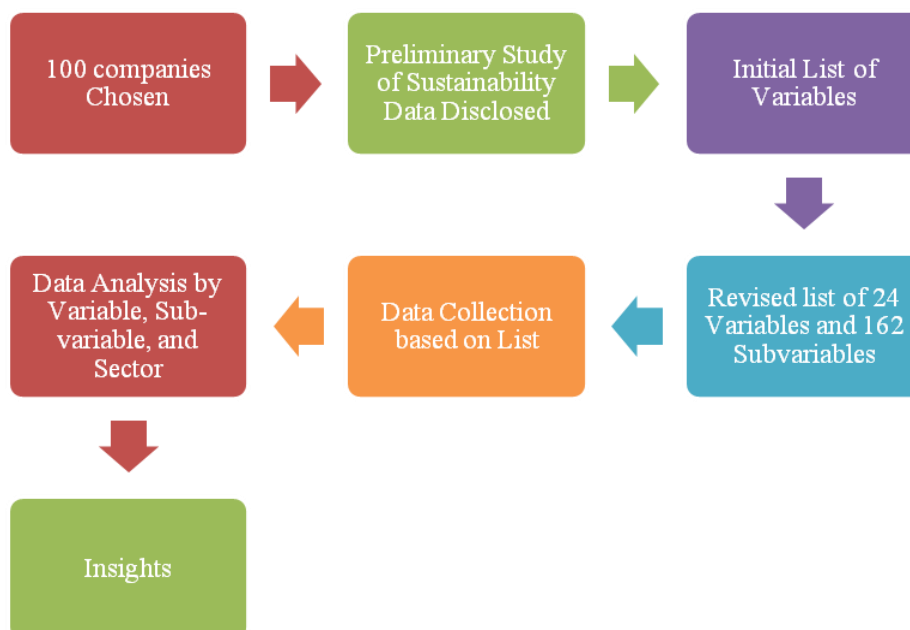 100 companies
Chosen
Preliminary Study
of Sustainability
Data Disclosed
Initial List of
Variables
Revised list of 24
Variables and 162
Subvariables
Data Collection
based on List
Data Analysis by
Variable, Sub-
variable, and
Sector
Insights